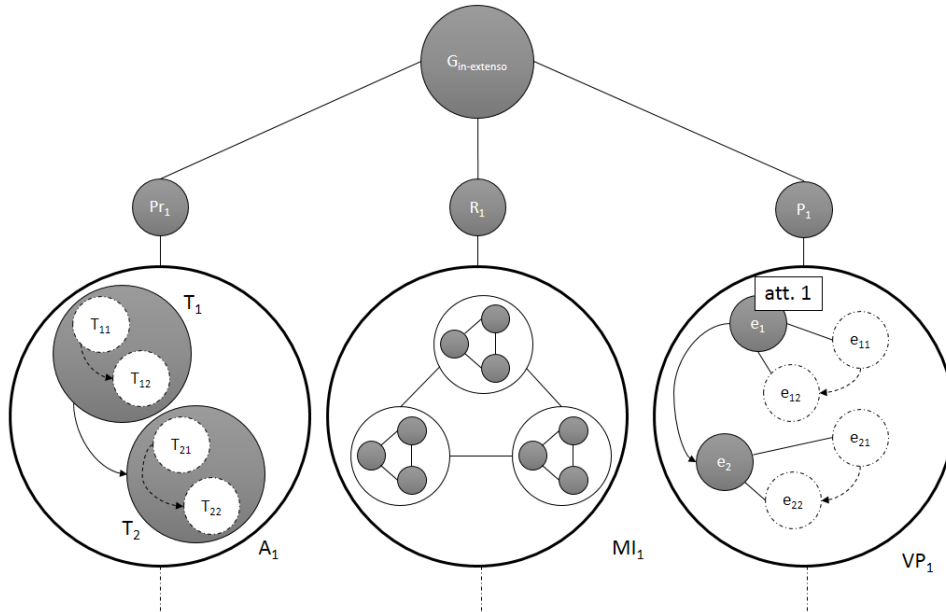 G in-extenso
Pr1
R1
P1
T1
T11
T12
T21
T22
T2
A1
MI1
att. 1
e1
e11
e12
e21
e2
e22
VP1